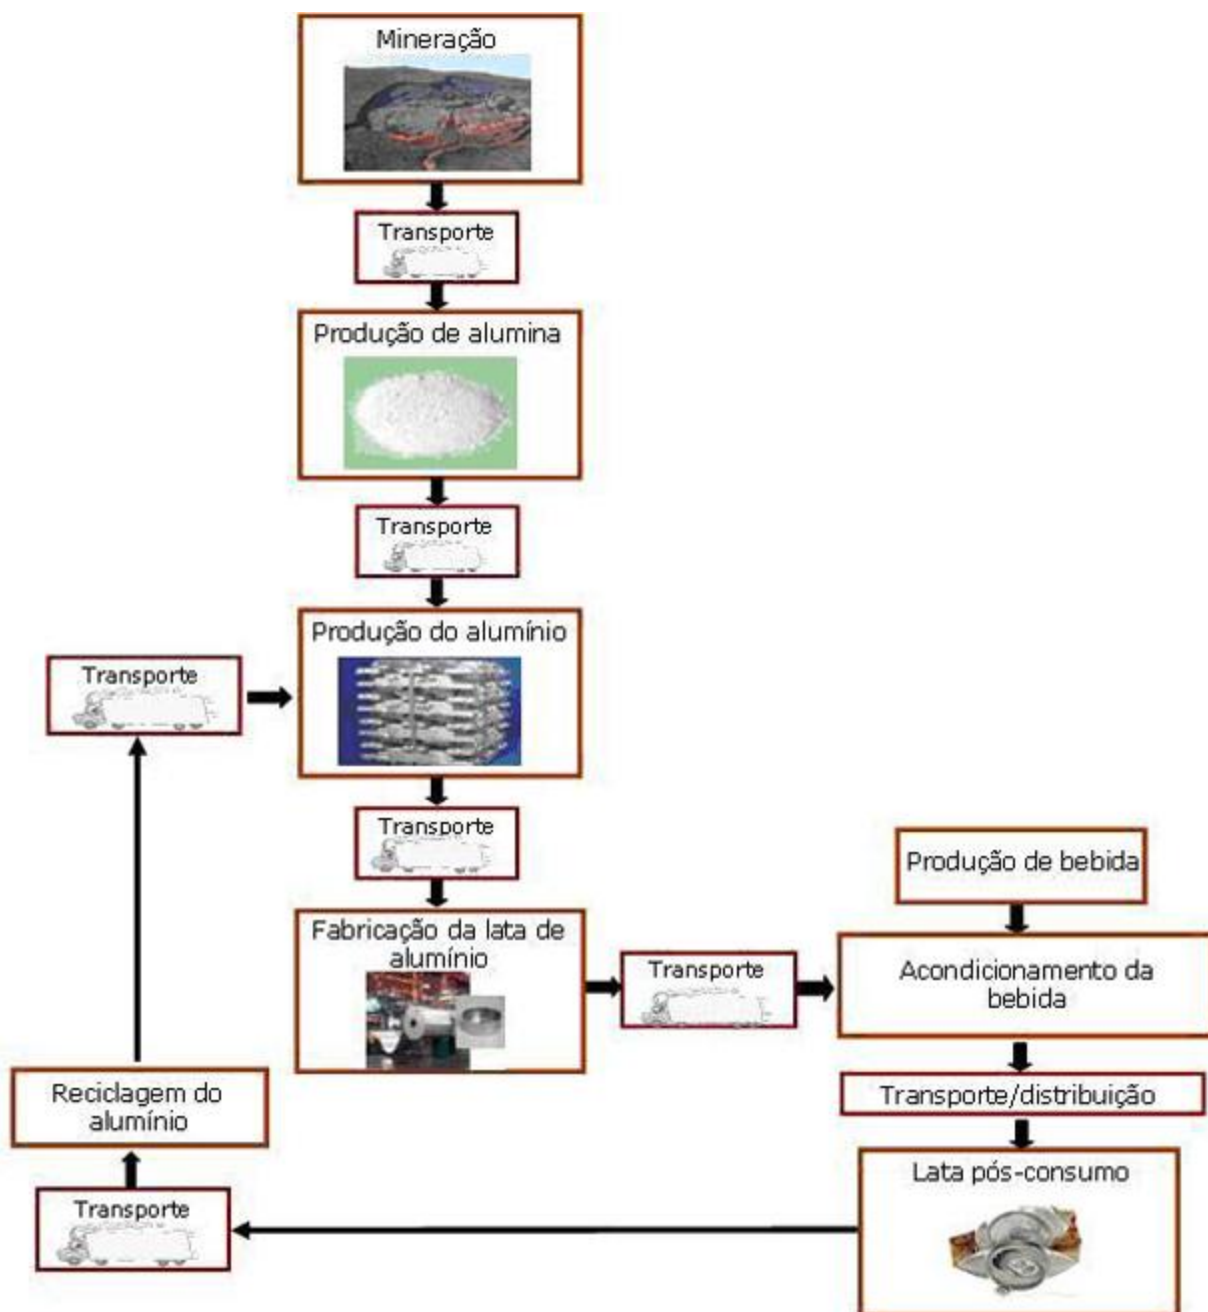 Mineração
Transporte
Produção de alumina
Transporte
Produção do alumínio
Transporte
Transporte
Fabricação da lata de
alumínio
Transporte
Produção de bebida
Acondicionamento da
bebida
Transporte/distribuição
Lata pós-consumo
Transporte
Reciclagem do
alumínio